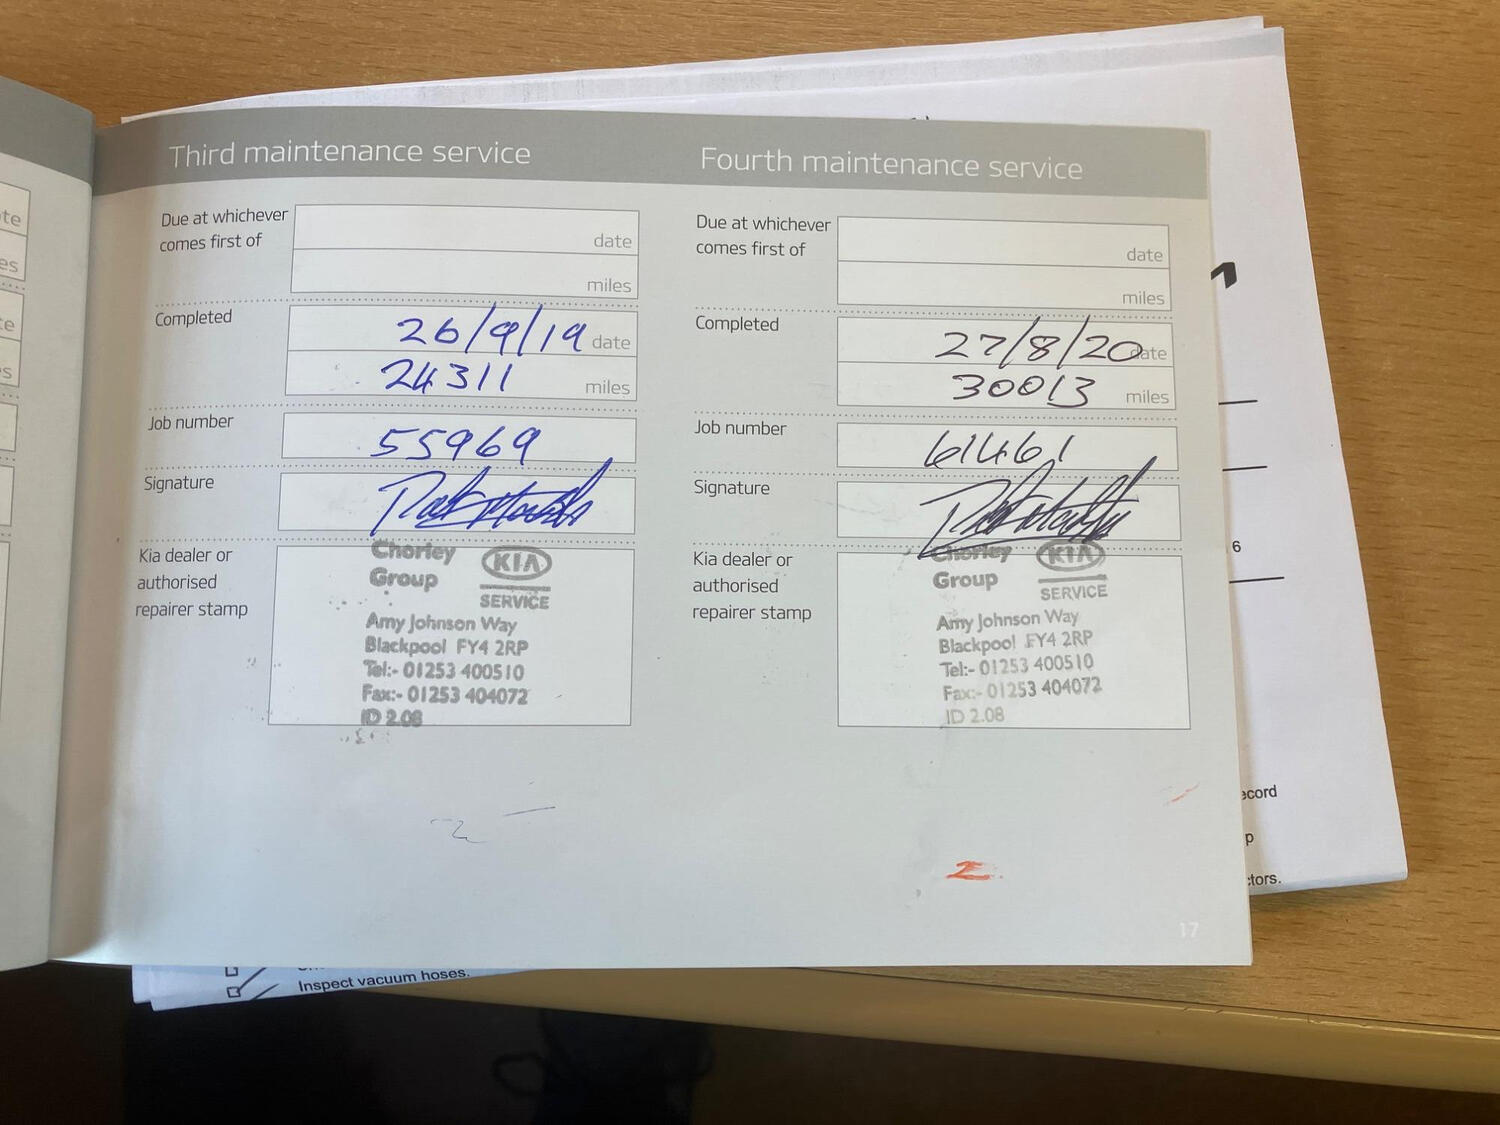 Third maintenance service
Due at whichever
comes first of
date
miles
Completed
26/9/19 date
24311 miles
Job number
55969
Signature
Kia dealer or
authorised
repairer stamp
Chorley
Group
KIA
SERVICE
Amy Johnson Way
Blackpool FY4 2RP
Tel:- 01253 400510
Fax:- 01253 404072
ID 2.08
Fourth maintenance service
Due at whichever
comes first of
date
miles
Completed
27/8/20 date
30013 miles
Job number
61461
Signature
Kia dealer or
authorised
repairer stamp
Chorley
Group
KIA
SERVICE
Amy Johnson Way
Blackpool FY4 2RP
Tel:- 01253 400510
Fax:- 01253 404072
ID 2.08
17
6
ecord
p
ctors.
Inspect vacuum hoses.